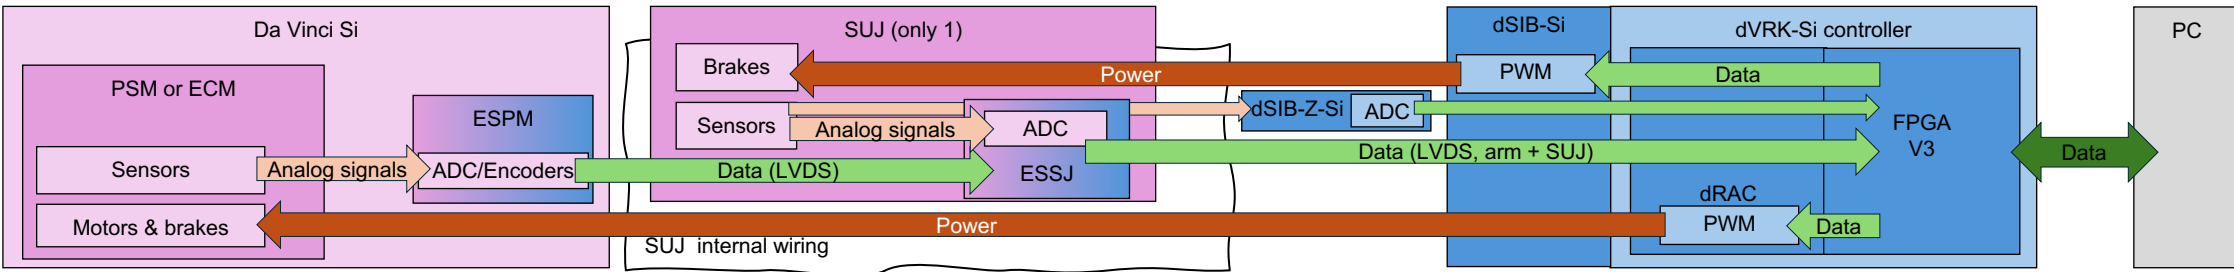 Da Vinci Si
PSM or ECM
ESPM
Sensors
Analog signals
ADC/Encoders
Motors & brakes
SUJ (only 1)
Brakes
Sensors
Analog signals
ADC
ESSJ
Data (LVDS)
Power
Power
SUJ internal wiring
dSIB-Si
PWM
dSIB-Z-Si
ADC
Data (LVDS, arm + SUJ)
dVRK-Si controller
Data
FPGA
V3
dRAC
PWM
Data
Data
PC